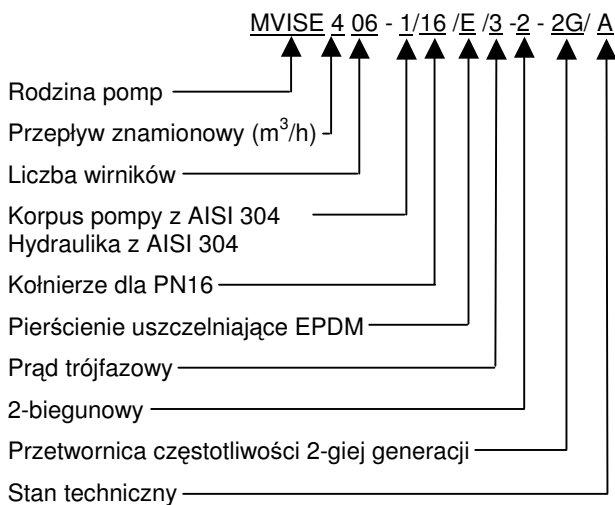 MVISE 4 06 - 1/16 /E /3 -2 - 2G/ A
Rodzina pomp
Przepływ znamionowy (m³/h)
Liczba wirników
Korpus pompy z AISI 304
Hydraulika z AISI 304
Kołnierze dla PN16
Pierścienie uszczelniające EPDM
Prąd trójfazowy
2-biegunowy
Przetwornica częstotliwości 2-giej generacji
Stan techniczny